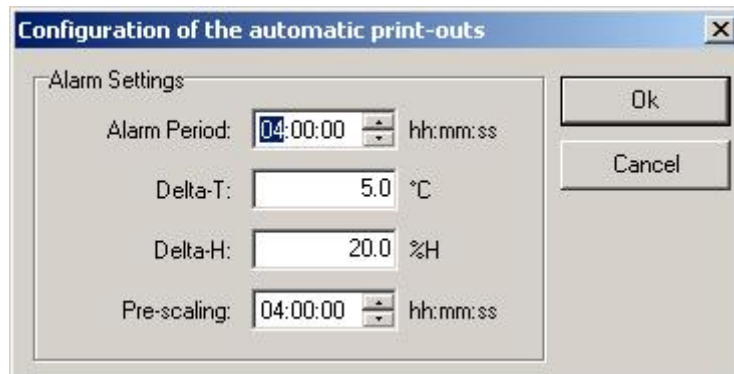 Configuration of the automatic print-outs
Alarm Settings
Alarm Period: 04:00:00 hh:mm:ss
Delta-T: 5.0 °C
Delta-H: 20.0 %H
Pre-scaling: 04:00:00 hh:mm:ss
Ok
Cancel